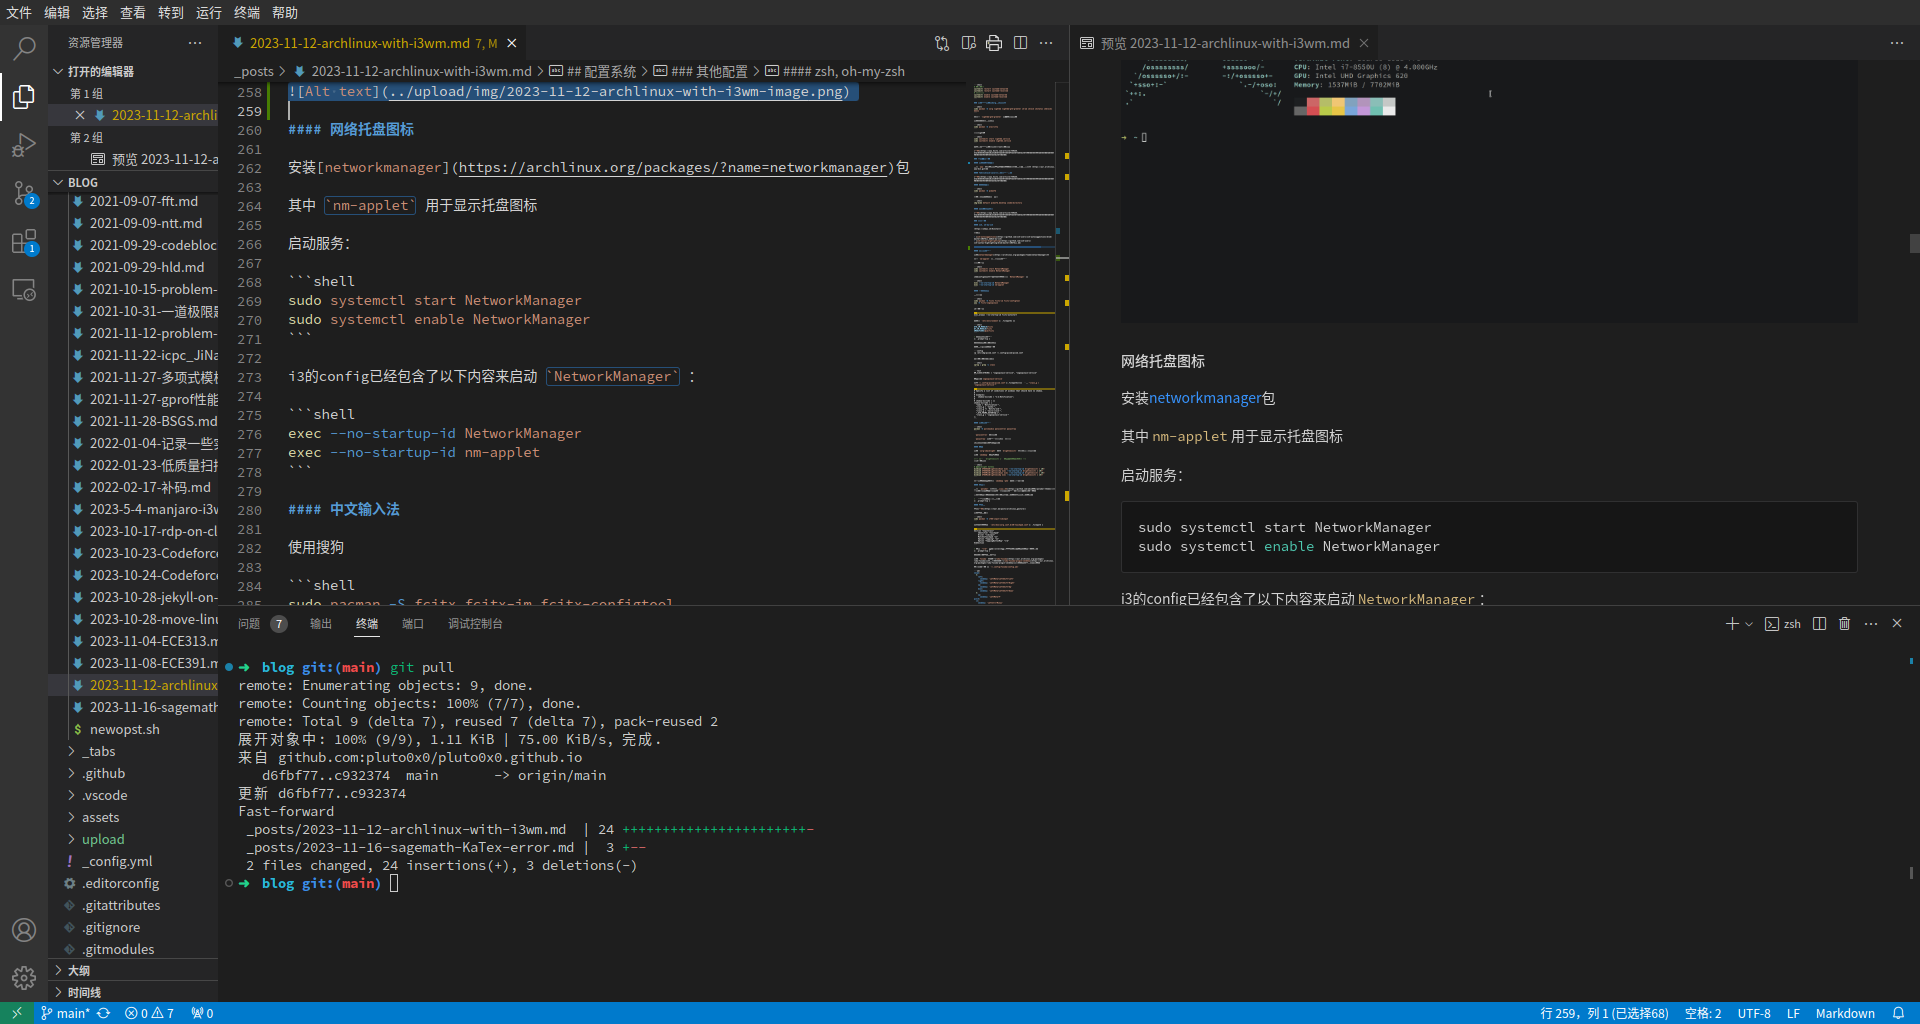 文件 编辑 选择 查看 转到 运行 终端 帮助
资源管理器
打开的编辑器
第 1 组
2023-11-12-archli
第 2 组
预览 2023-11-12-a
BLOG
2021-09-07-fft.md
2021-09-09-ntt.md
2021-09-29-codebloc
2021-09-29-hld.md
2021-10-15-problem-
2021-10-31-一道极限题
2021-11-12-problem-
2021-11-22-icpc_JiNa
2021-11-27-多项式模板
2021-11-27-gprof性能
2021-11-28-BSGS.md
2022-01-04-记录一些
2022-01-23-低质量扫描
2022-02-17-补码.md
2023-5-4-manjaro-i3w
2023-10-17-rdp-on-cl
2023-10-23-Codeforc
2023-10-24-Codeforc
2023-10-28-jekyll-on-
2023-10-28-move-linu
2023-11-04-ECE313.m
2023-11-08-ECE391.m
2023-11-12-archlinux
2023-11-16-sagemath
newopst.sh
_tabs
.github
.vscode
assets
upload
_config.yml
.editorconfig
.gitattributes
.gitignore
.gitmodules
大纲
时间线
2
1
2023-11-12-archlinux-with-i3wm.md 7, M
_posts > 2023-11-12-archlinux-with-i3wm.md > ## 配置系统 > ### 其他配置 > #### zsh, oh-my-zsh
258 ![Alt text](../upload/img/2023-11-12-archlinux-with-i3wm-image.png)
259
260 #### 网络托盘图标
261
262 安装[networkmanager](https://archlinux.org/packages/?name=networkmanager)包
263
264 其中 `nm-applet` 用于显示托盘图标
265
266 启动服务：
267
268 ```shell
269 sudo systemctl start NetworkManager
270 sudo systemctl enable NetworkManager
271 ```
272
273 i3的config已经包含了以下内容来启动 `NetworkManager` ：
274
275 ```shell
276 exec --no-startup-id NetworkManager
277 exec --no-startup-id nm-applet
278 ```
279
280 #### 中文输入法
281
282 使用搜狗
283
284 ```shell
285 sudo pacman -S fcitx fcitx-im fcitx-configtool
预览 2023-11-12-archlinux-with-i3wm.md
CPU: Intel i7-8550U (8) @ 4.000GHz
GPU: Intel UHD Graphics 620
Memory: 1537MiB / 7702MiB
网络托盘图标
安装networkmanager包
其中 nm-applet 用于显示托盘图标
启动服务：
sudo systemctl start NetworkManager
sudo systemctl enable NetworkManager
i3的config已经包含了以下内容来启动 NetworkManager ：
问题 7 输出 终端 端口 调试控制台
zsh
➜ blog git:(main) git pull
remote: Enumerating objects: 9, done.
remote: Counting objects: 100% (7/7), done.
remote: Total 9 (delta 7), reused 7 (delta 7), pack-reused 2
展开对象中: 100% (9/9), 1.11 KiB | 75.00 KiB/s, 完成.
来自 github.com:pluto0x0/pluto0x0.github.io
d6fbf77..c932374 main -> origin/main
更新 d6fbf77..c932374
Fast-forward
_posts/2023-11-12-archlinux-with-i3wm.md | 24 +++++++++++++++++++++++-
_posts/2023-11-16-sagemath-KaTex-error.md | 3 +--
2 files changed, 24 insertions(+), 3 deletions(-)
➜ blog git:(main)
main* 0 7 0
行 259，列 1 (已选择68) 空格: 2 UTF-8 LF Markdown